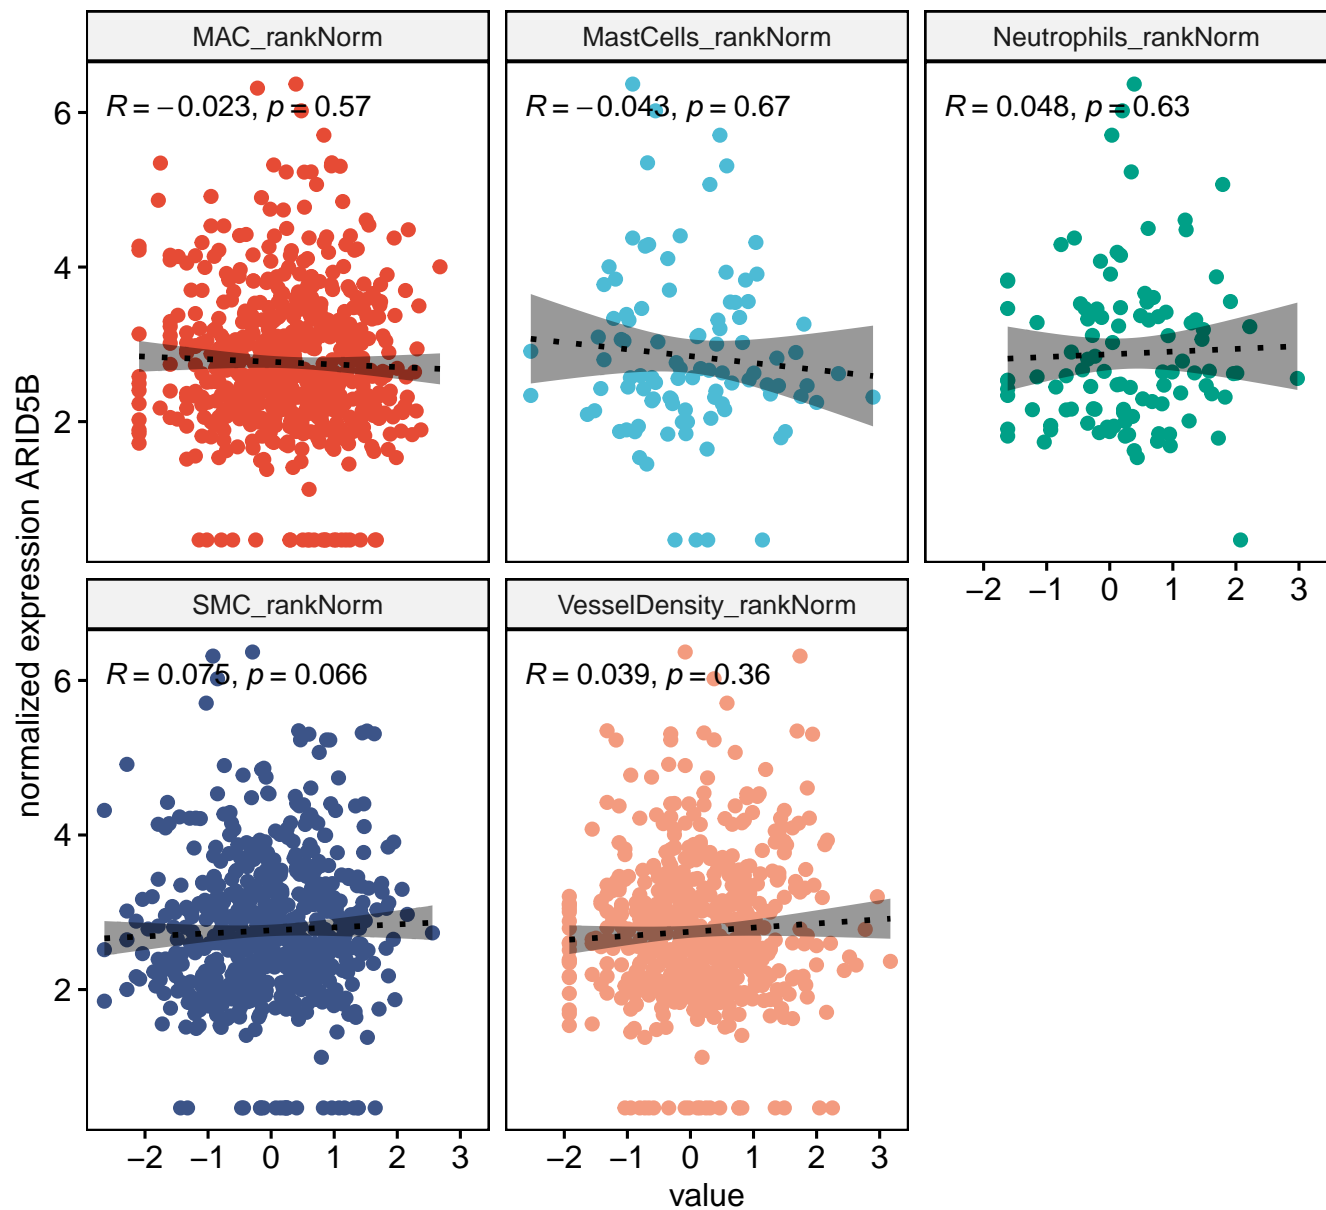 MAC_rankNorm
MastCells_rankNorm
Neutrophils_rankNorm
R = −0.023, p = 0.57
R = −0.043, p = 0.67
R = 0.048, p = 0.63
6
4
2
−2 −1 0 1 2 3
SMC_rankNorm
VesselDensity_rankNorm
R = 0.075, p = 0.066
R = 0.039, p = 0.36
6
4
2
−2 −1 0 1 2 3
−2 −1 0 1 2 3
value
normalized expression ARID5B